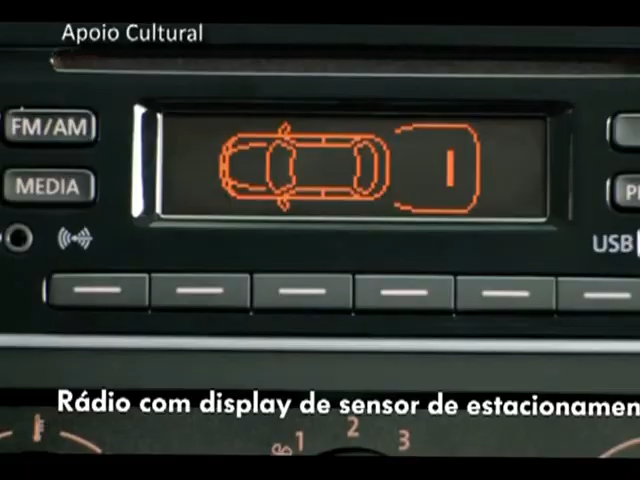 Apoio Cultural
FM/AM
MEDIA
USB
Rádio com display de sensor de estacionamen
1 2 3